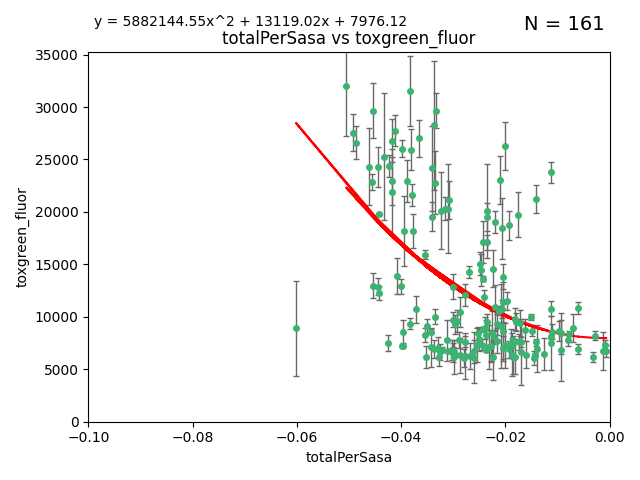 y = 5882144.55x^2 + 13119.02x + 7976.12
N = 161
totalPerSasa vs toxgreen_fluor
toxgreen_fluor
35000
30000
25000
20000
15000
10000
5000
0
−0.10 −0.08 −0.06 −0.04 −0.02 0.00
totalPerSasa